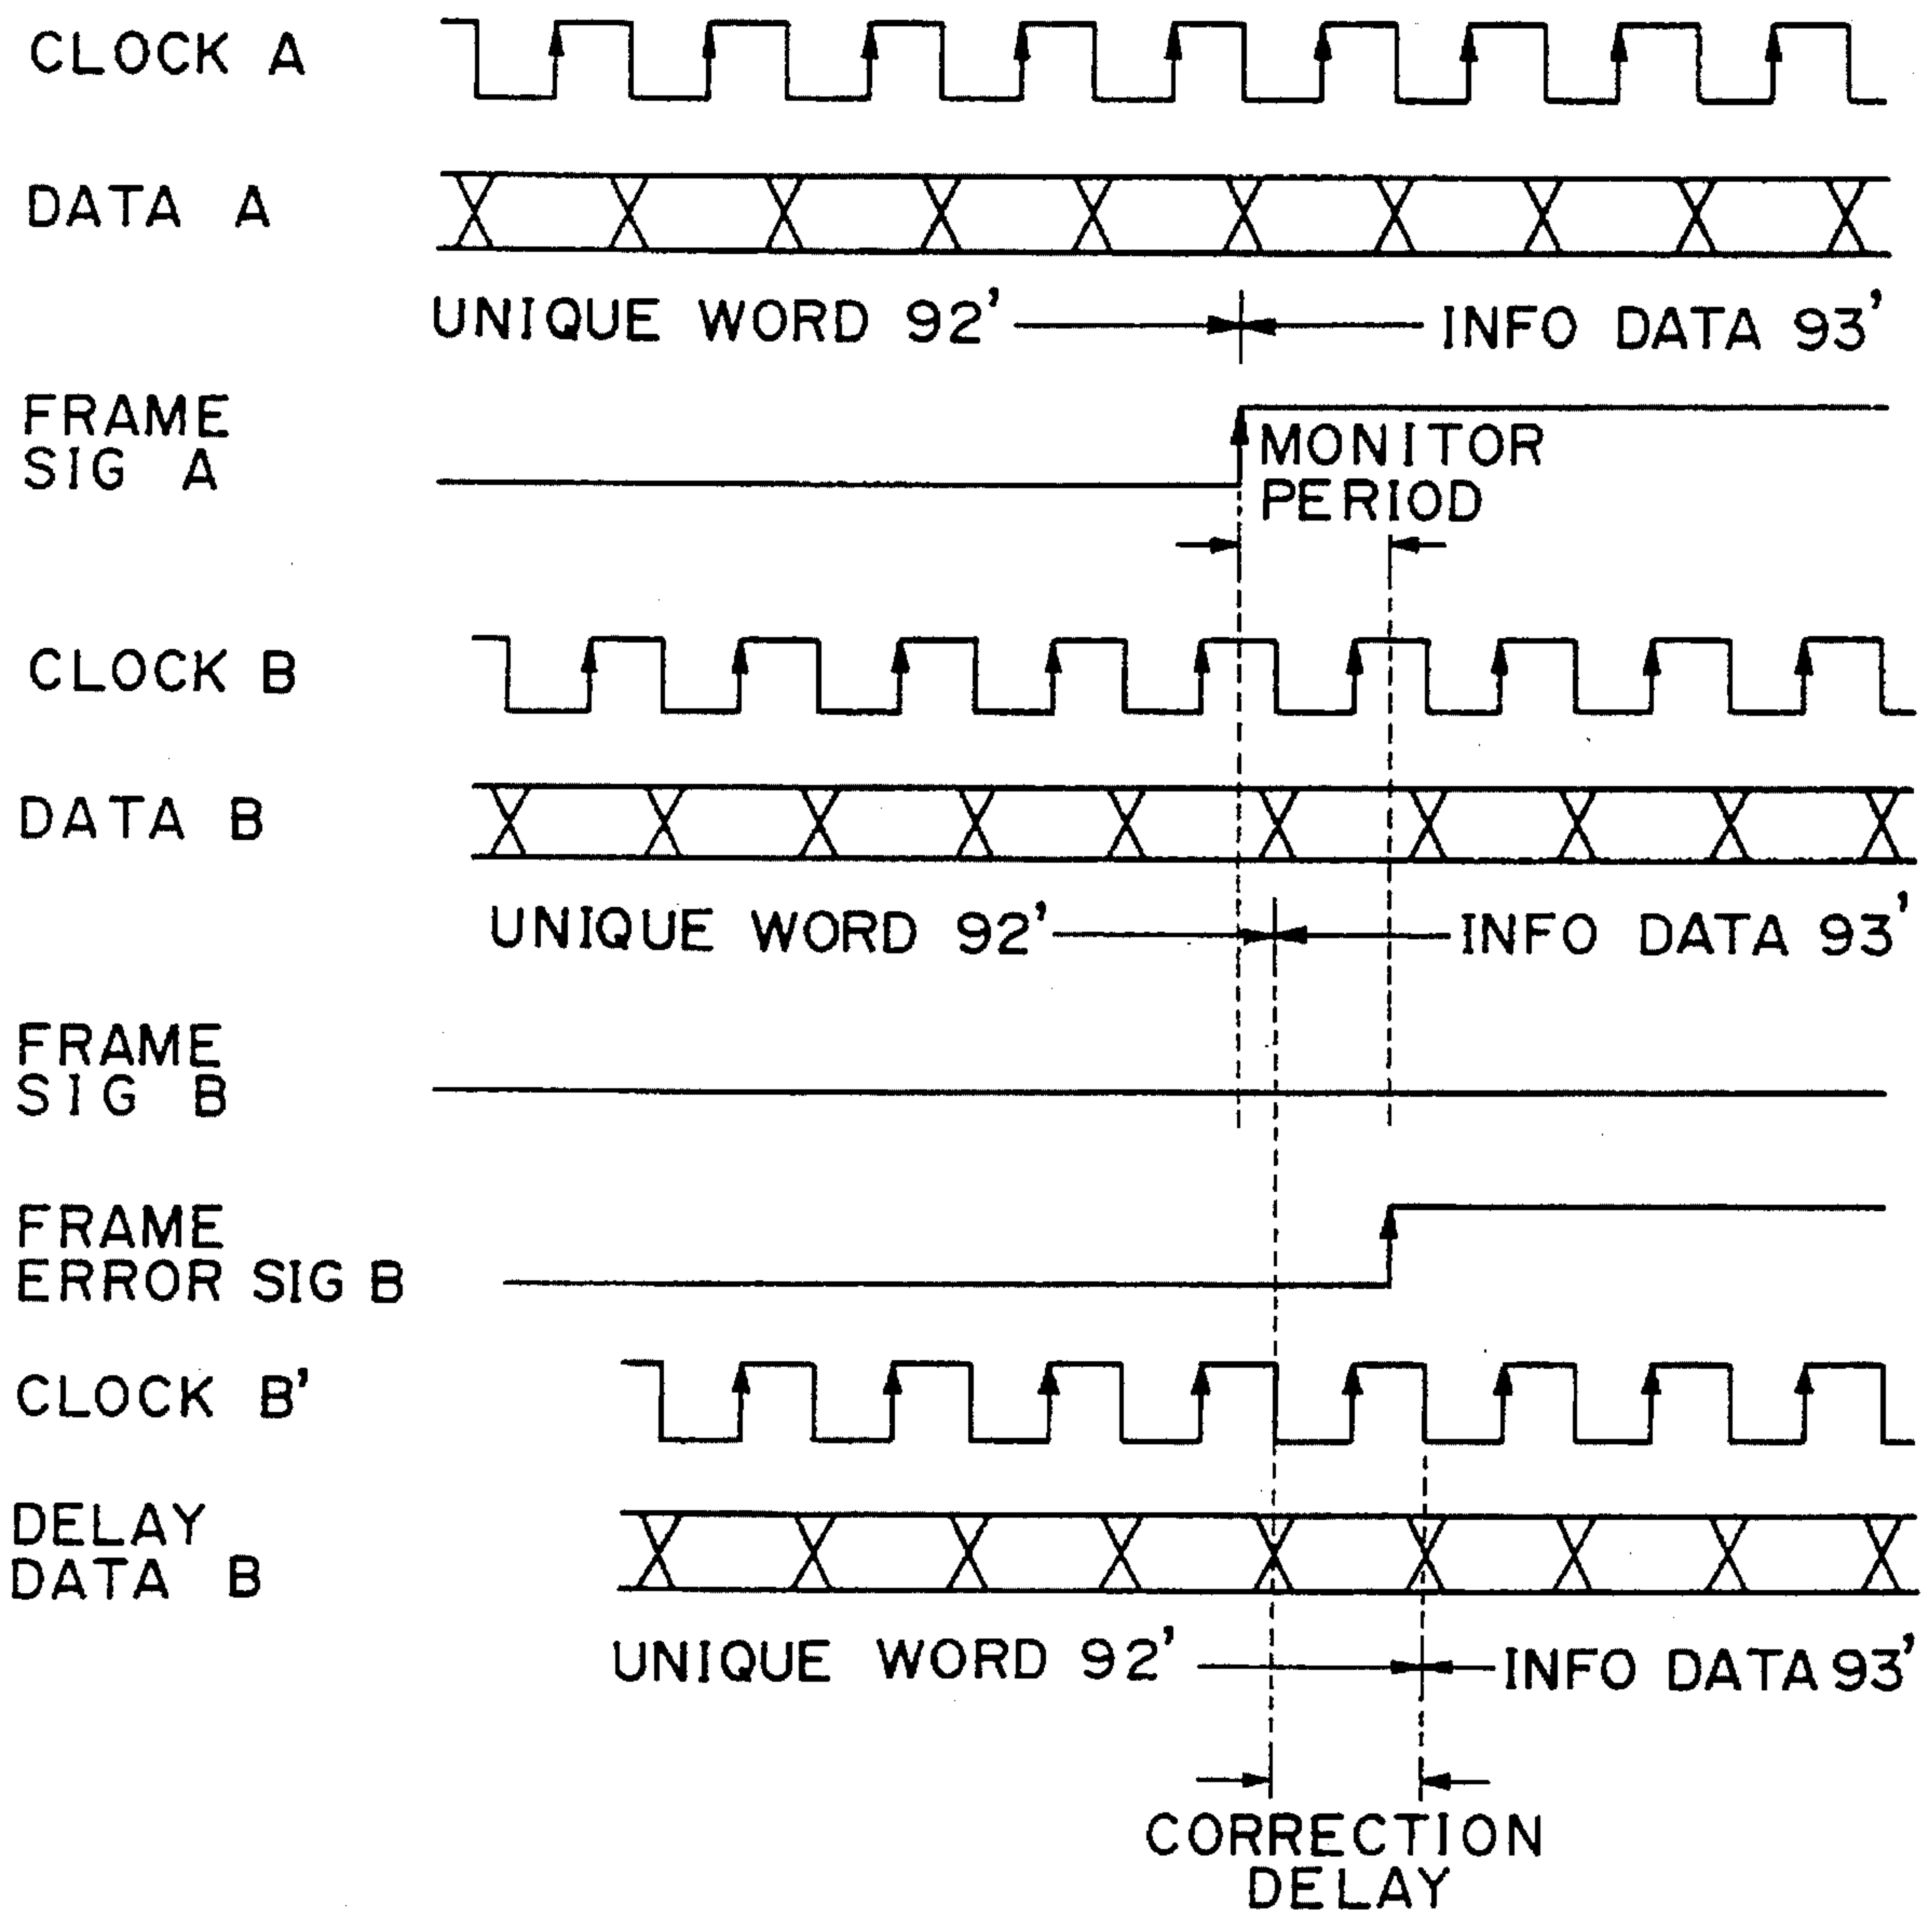 CLOCK A
DATA A
UNIQUE WORD 92' INFO DATA 93'
FRAME
SIG A
MONITOR
PERIOD
CLOCK B
DATA B
UNIQUE WORD 92' INFO DATA 93'
FRAME
SIG B
FRAME
ERROR SIG B
CLOCK B'
DELAY
DATA B
UNIQUE WORD 92' INFO DATA 93'
CORRECTION
DELAY